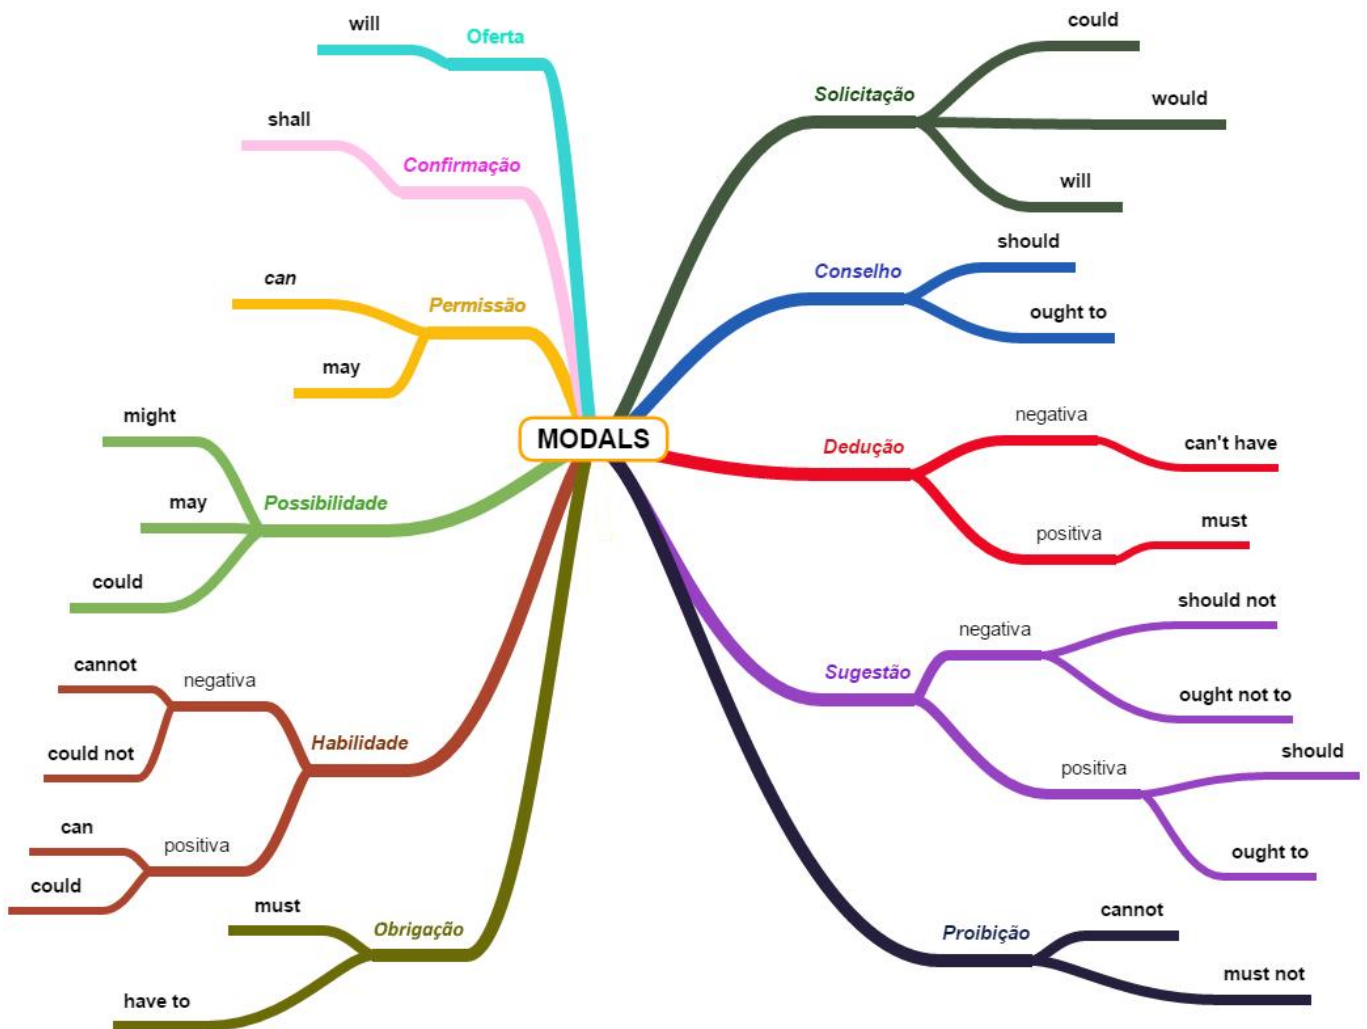 MODALS
Oferta
will
Confirmação
shall
Permissão
can
may
Possibilidade
might
may
could
Habilidade
negativa
cannot
could not
positiva
can
could
Obrigação
must
have to
Solicitação
could
would
will
Conselho
should
ought to
Dedução
negativa
can't have
positiva
must
Sugestão
negativa
should not
ought not to
positiva
should
ought to
Proibição
cannot
must not